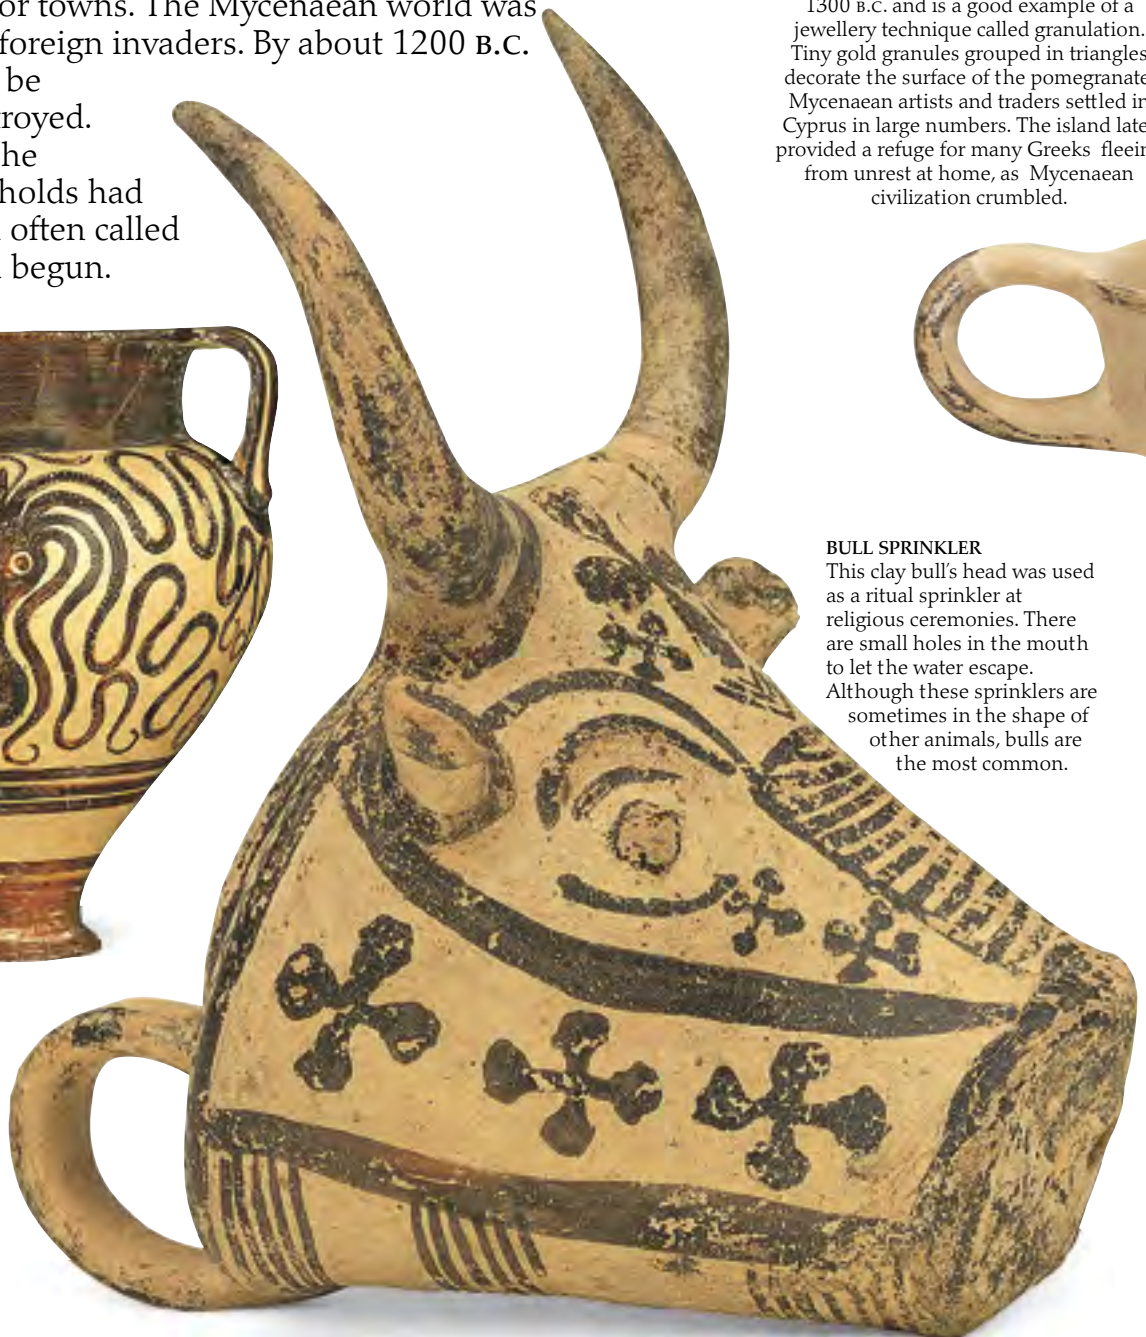 or towns. The Mycenaean world was
foreign invaders. By about 1200 B.C.
be
royed.
he
holds had
often called
begun.
1300 B.C. and is a good example of a
jewellery technique called granulation.
Tiny gold granules grouped in triangles
decorate the surface of the pomegranate
Mycenaean artists and traders settled in
Cyprus in large numbers. The island late
provided a refuge for many Greeks fleein
from unrest at home, as Mycenaean
civilization crumbled.
BULL SPRINKLER
This clay bull’s head was used
as a ritual sprinkler at
religious ceremonies. There
are small holes in the mouth
to let the water escape.
Although these sprinklers are
sometimes in the shape of
other animals, bulls are
the most common.